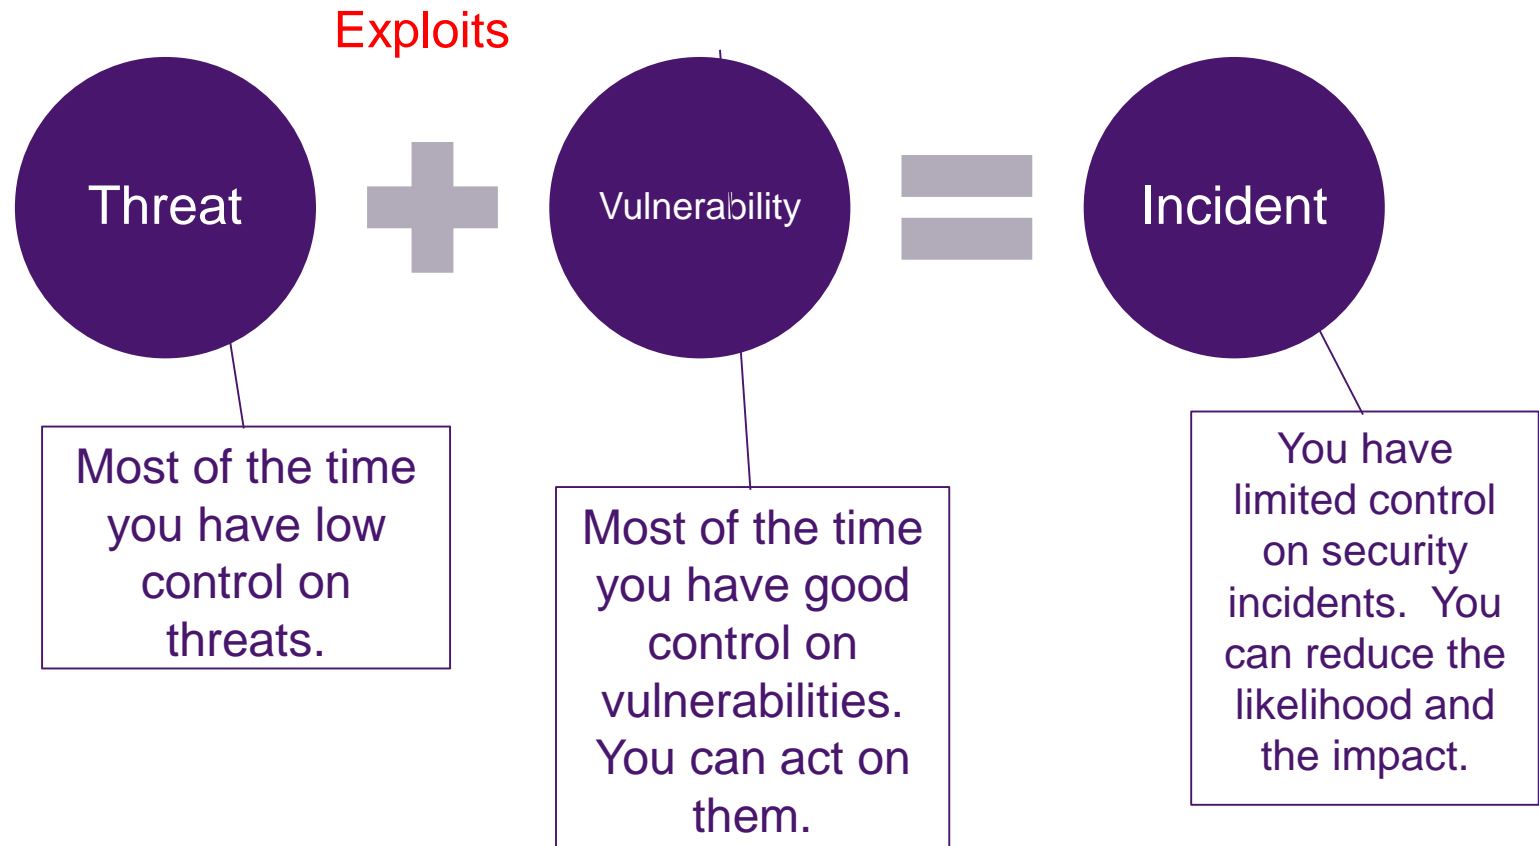 Exploits
Threat
Vulnerability
Incident
Most of the time
you have low
control on
threats.
Most of the time
you have good
control on
vulnerabilities.
You can act on
them.
You have
limited control
on security
incidents.  You
can reduce the
likelihood and
the impact.